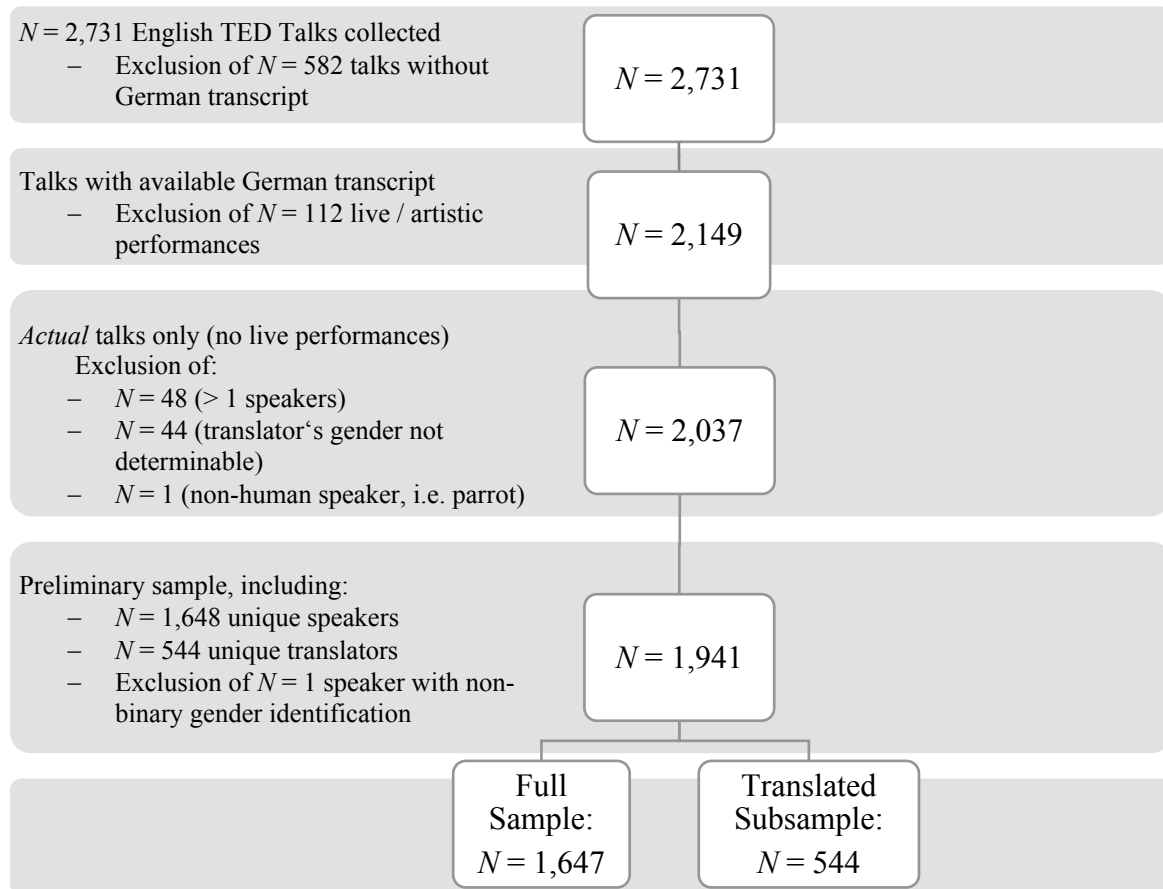 N = 2,731 English TED Talks collected
– Exclusion of N = 582 talks without
German transcript
N = 2,731
Talks with available German transcript
– Exclusion of N = 112 live / artistic
performances
N = 2,149
Actual talks only (no live performances)
Exclusion of:
– N = 48 (> 1 speakers)
– N = 44 (translator‘s gender not
determinable)
– N = 1 (non-human speaker, i.e. parrot)
N = 2,037
Preliminary sample, including:
– N = 1,648 unique speakers
– N = 544 unique translators
– Exclusion of N = 1 speaker with non-
binary gender identification
N = 1,941
Full
Sample:
N = 1,647
Translated
Subsample:
N = 544